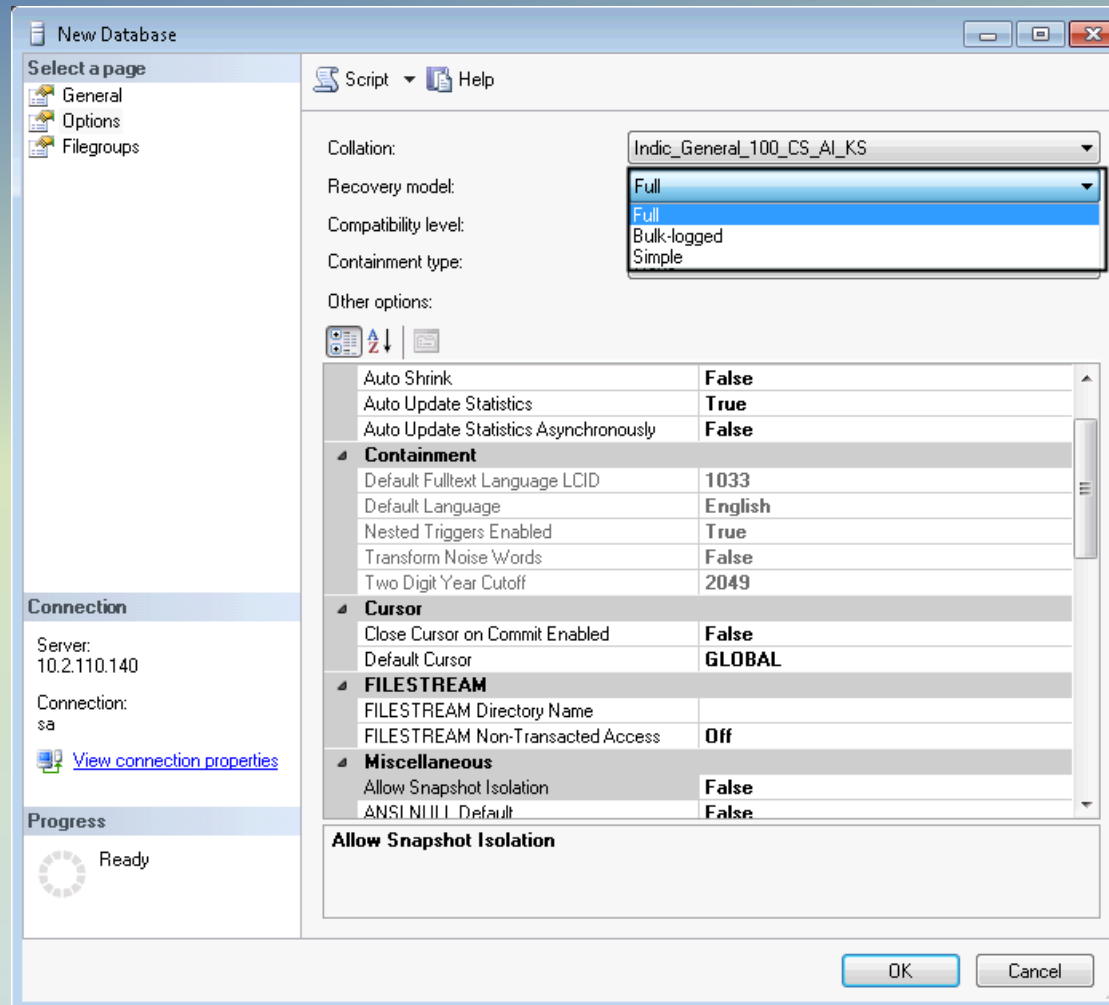 New Database
Select a page
General
Options
Filegroups
Script
Help
Collation:
Indic_General_100_CS_AI_KS
Recovery model:
Full
Full
Bulk-logged
Simple
Compatibility level:
Containment type:
Other options:
Auto Shrink False
Auto Update Statistics True
Auto Update Statistics Asynchronously False
Containment
Default Fulltext Language LCID 1033
Default Language English
Nested Triggers Enabled True
Transform Noise Words False
Two Digit Year Cutoff 2049
Cursor
Close Cursor on Commit Enabled False
Default Cursor GLOBAL
FILESTREAM
FILESTREAM Directory Name
FILESTREAM Non-Transacted Access Off
Miscellaneous
Allow Snapshot Isolation False
ANSI NULL Default False
Allow Snapshot Isolation
Connection
Server:
10.2.110.140
Connection:
sa
View connection properties
Progress
Ready
OK
Cancel